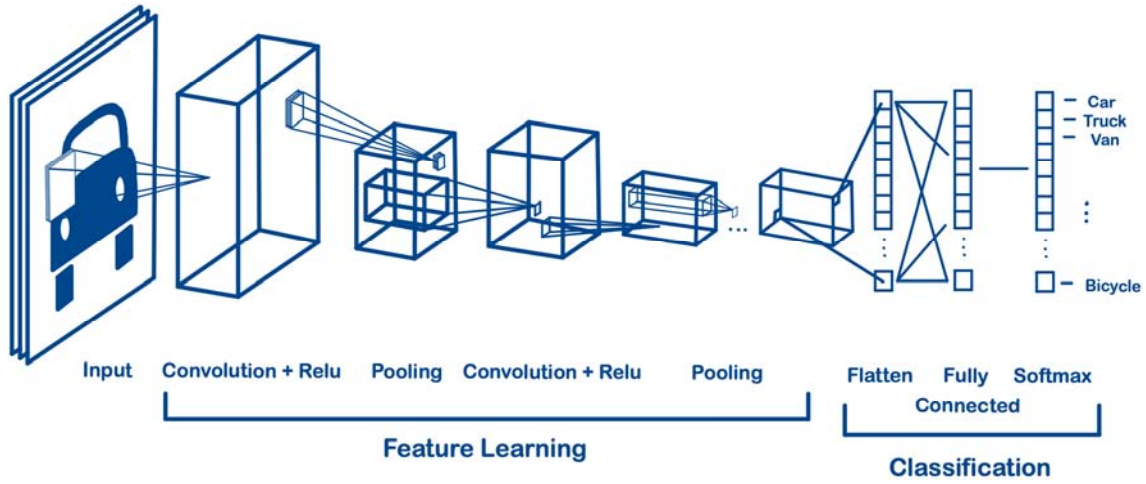 Car
Truck
Van
Bicycle
Input Convolution + Relu Pooling Convolution + Relu Pooling Flatten Fully Softmax
Connected
Feature Learning
Classification